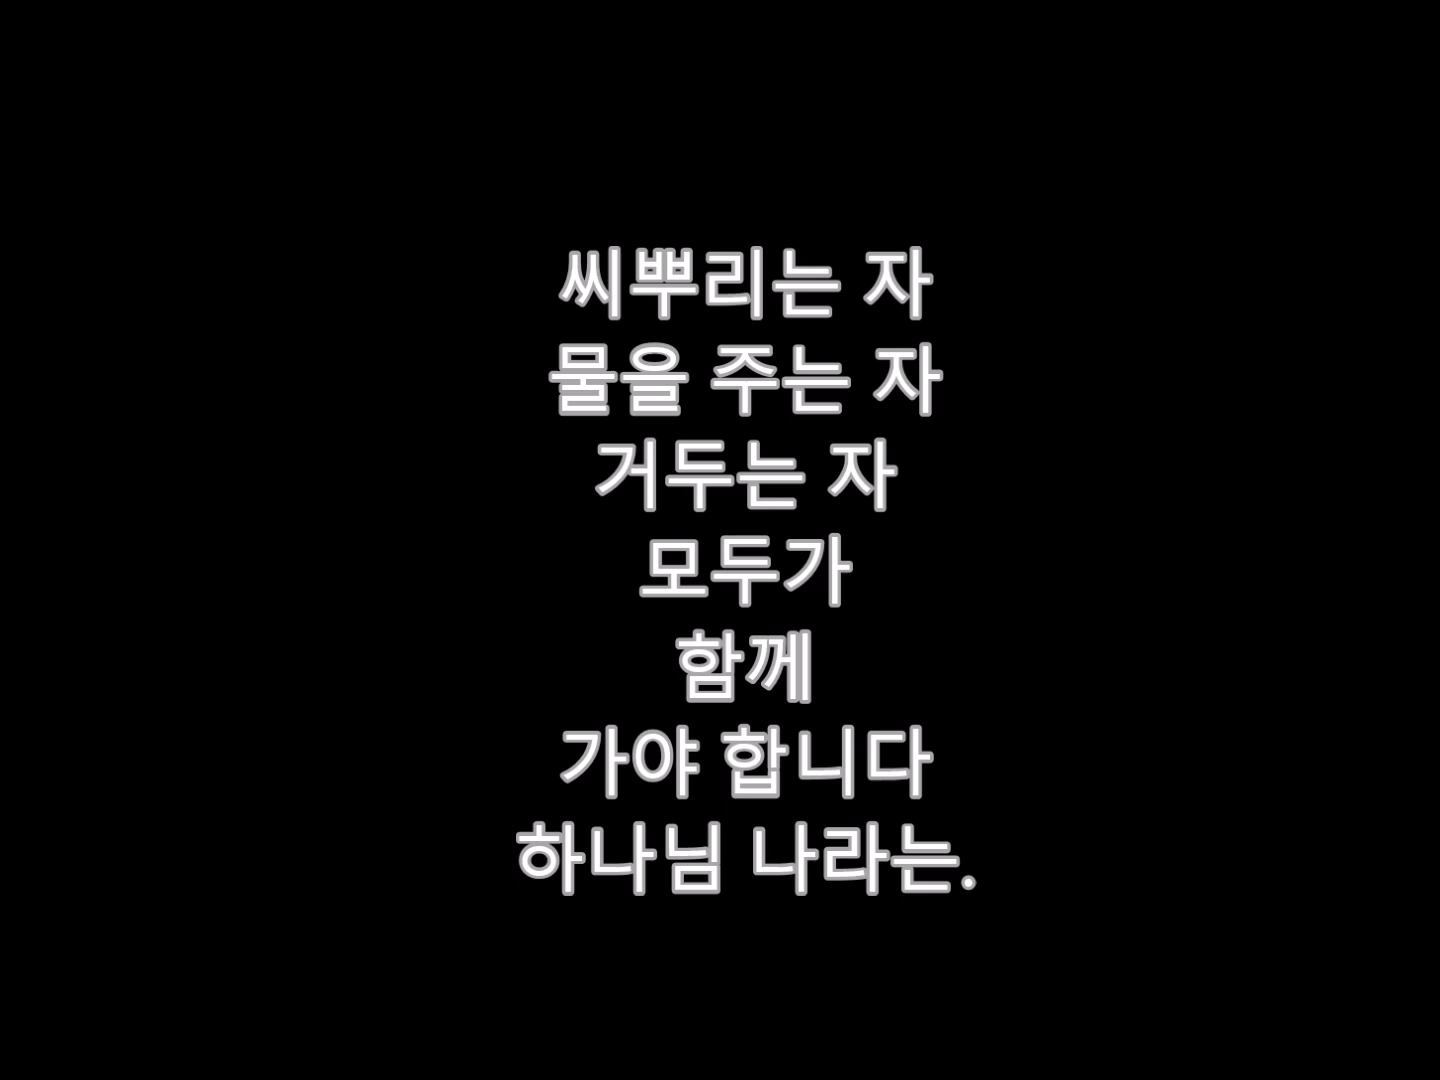 씨뿌리는 자
물을 주는 자
거두는 자
모두가
함께
가야 합니다
하나님 나라는.